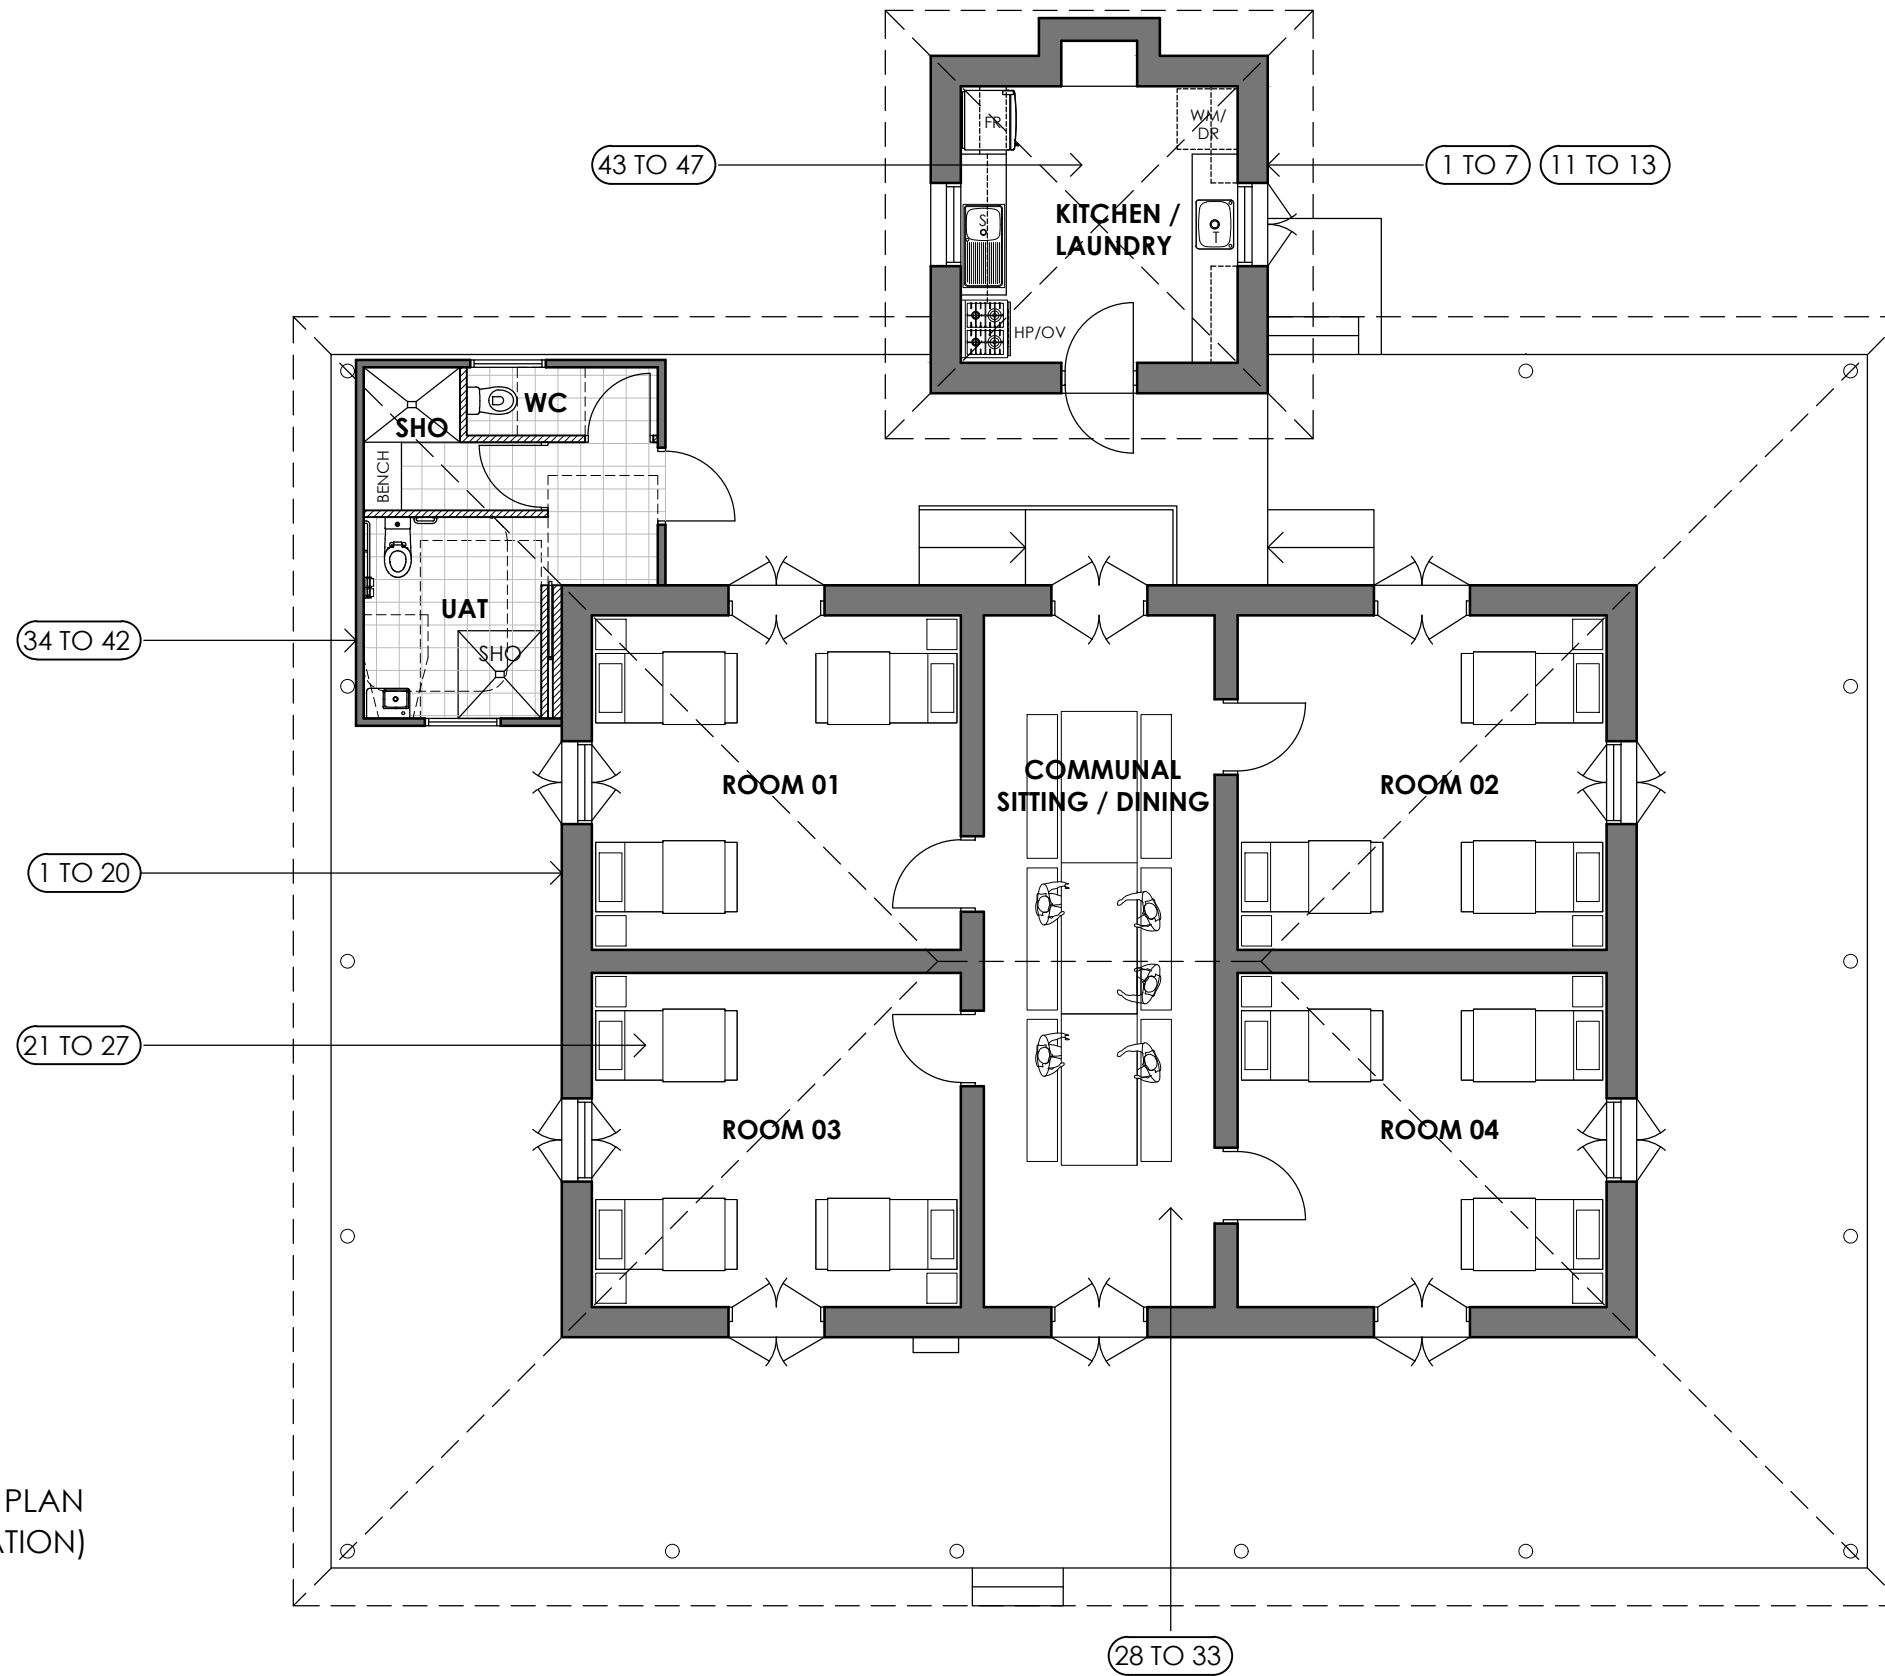 FR
WM/
DR
43 TO 47
1 TO 7
11 TO 13
KITCHEN /
LAUNDRY
S
T
HP/OV
WC
SHO
BENCH
UAT
SHO
34 TO 42
ROOM 01
COMMUNAL
SITTING / DINING
ROOM 02
1 TO 20
21 TO 27
ROOM 03
ROOM 04
PLAN
ATION)
28 TO 33